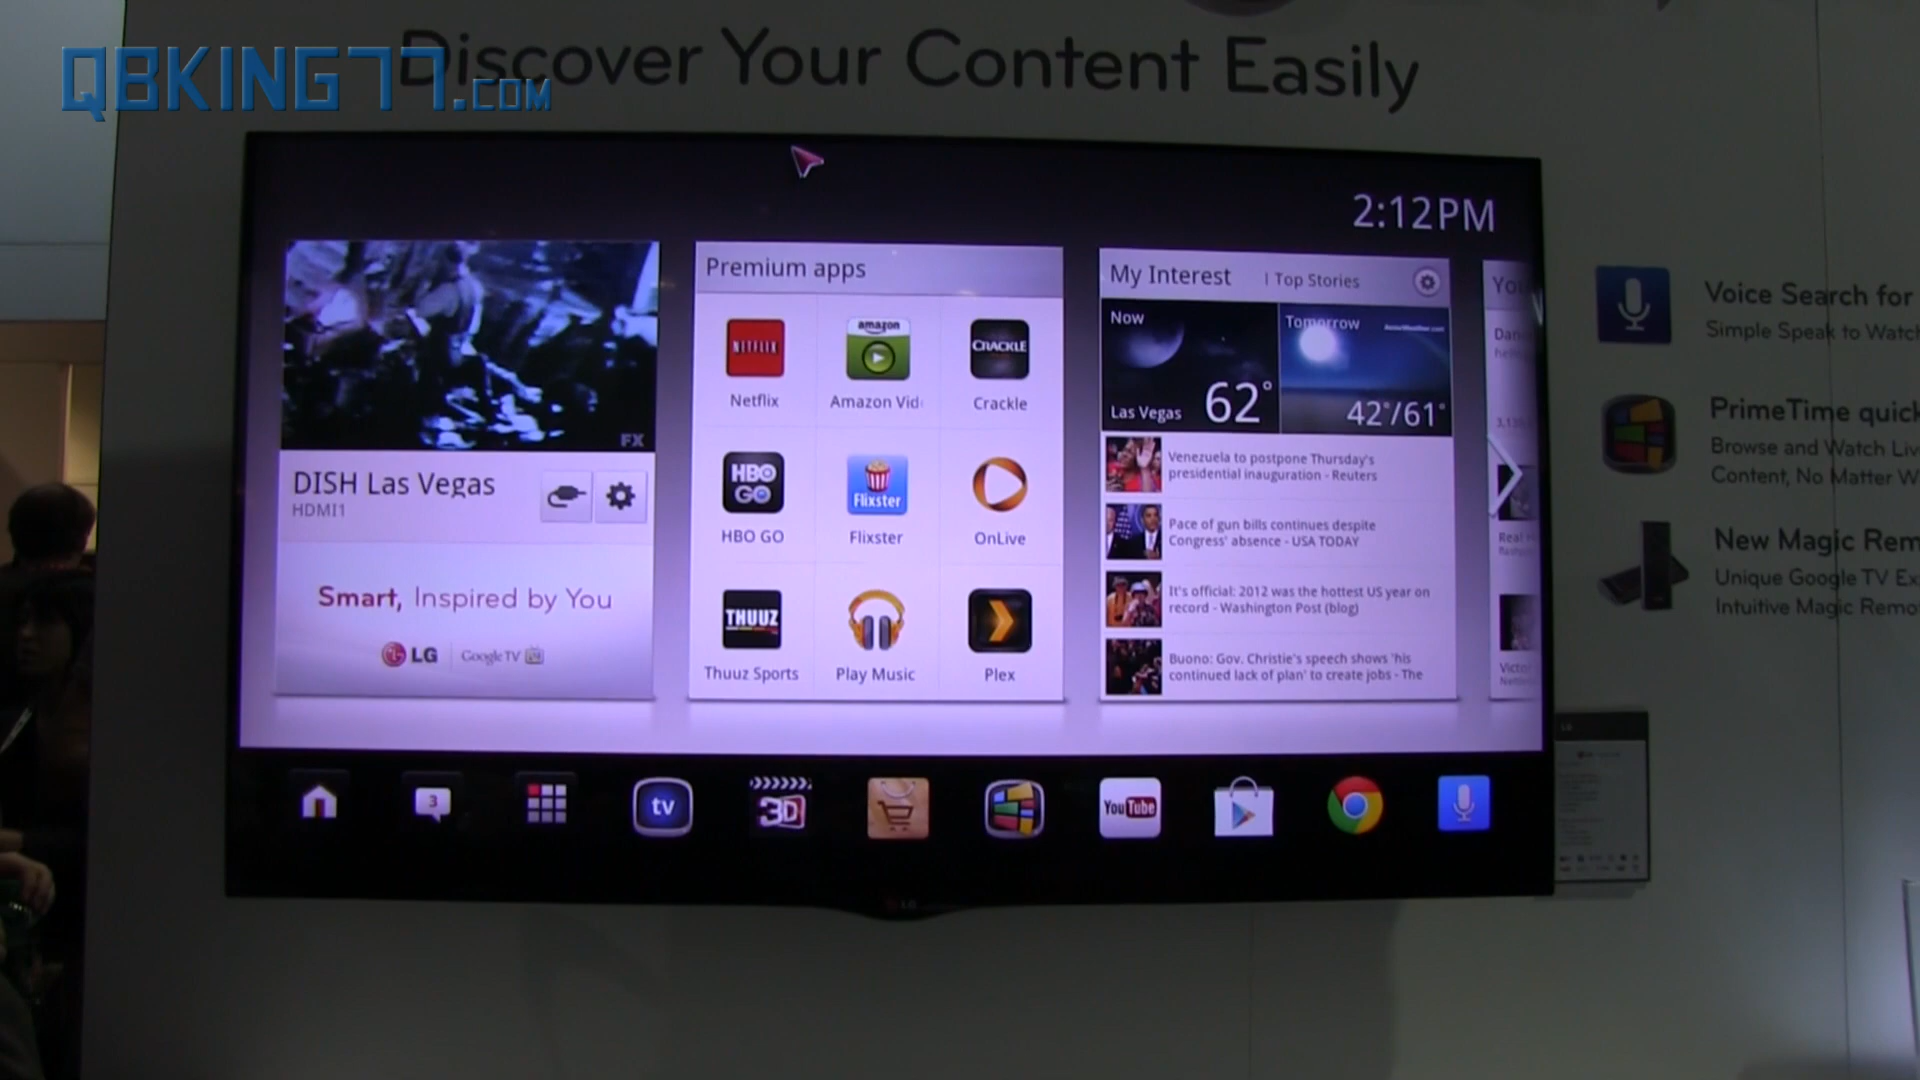 QBKING77.COM
Discover Your Content Easily
2:12PM
FX
DISH Las Vegas
HDMI1
Smart, Inspired by You
LG
Google TV
Premium apps
NETFLIX
Netflix
amazon
Amazon Vid
CRACKLE
Crackle
HBO GO
HBO GO
Flixster
Flixster
OnLive
THUUZ
Thuuz Sports
Play Music
Plex
My Interest | Top Stories
Now
Las Vegas
62°
Tomorrow
AccuWeather.com
42°/61°
Venezuela to postpone Thursday's
presidential inauguration - Reuters
Pace of gun bills continues despite
Congress' absence - USA TODAY
It's official: 2012 was the hottest US year on
record - Washington Post (blog)
Buono: Gov. Christie's speech shows 'his
continued lack of plan' to create jobs - The
3
tv
3D
YouTube
LG
Voice Search for
Simple Speak to Watch
PrimeTime quick
Browse and Watch Liv
Content, No Matter W
New Magic Rem
Unique Google TV Ex
Intuitive Magic Remo